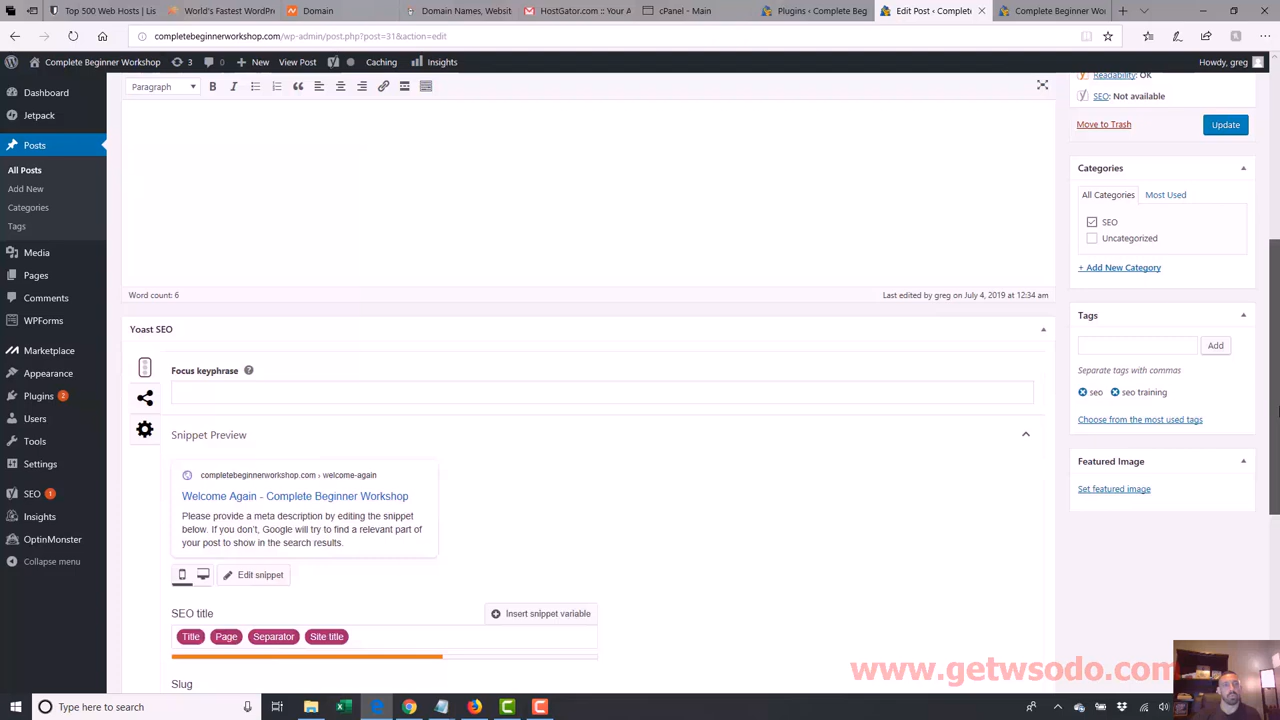 Top 500 Web Hostin
Domain
Domain Names, Websit
HostGator.com: Your A
cPanel - Main
Plugins ‹ Complete Beg
Edit Post ‹ Complete
Complete Beginner Wor
completebeginnerworkshop.com/wp-admin/post.php?post=31&action=edit
Complete Beginner Workshop
3
0
New
View Post
Caching
Insights
Howdy, greg
Dashboard
Jetpack
Posts
All Posts
Add New
Categories
Tags
Media
Pages
Comments
WPForms
Marketplace
Appearance
Plugins 2
Users
Tools
Settings
SEO 1
Insights
OptinMonster
Collapse menu
Paragraph
Word count: 6
Last edited by greg on July 4, 2019 at 12:34 am
Yoast SEO
Focus keyphrase
Snippet Preview
completebeginnerworkshop.com › welcome-again
Welcome Again - Complete Beginner Workshop
Please provide a meta description by editing the snippet
below. If you don't, Google will try to find a relevant part of
your post to show in the search results.
Edit snippet
SEO title
Insert snippet variable
Title Page Separator Site title
Slug
Readability: OK
SEO: Not available
Move to Trash
Update
Categories
All Categories
Most Used
SEO
Uncategorized
+ Add New Category
Tags
Add
Separate tags with commas
seo
seo training
Choose from the most used tags
Featured Image
Set featured image
www.getwsodo.com
Type here to search